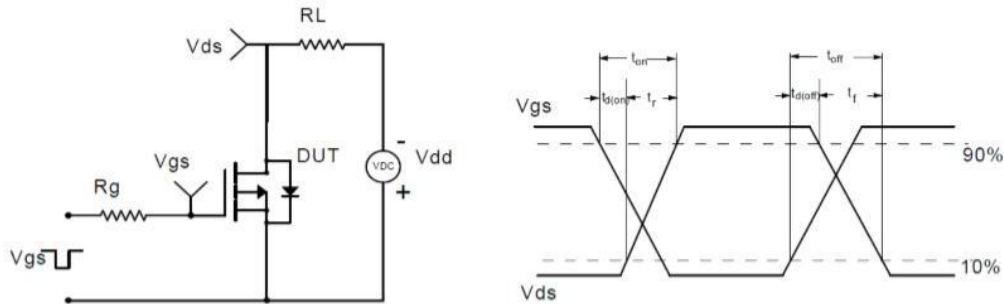 RL
Vds
DUT
-
Vdd
VDC
+
Vgs
Rg
Vgs
ton
toff
td(on)
tr
td(off)
tf
Vgs
90%
10%
Vds